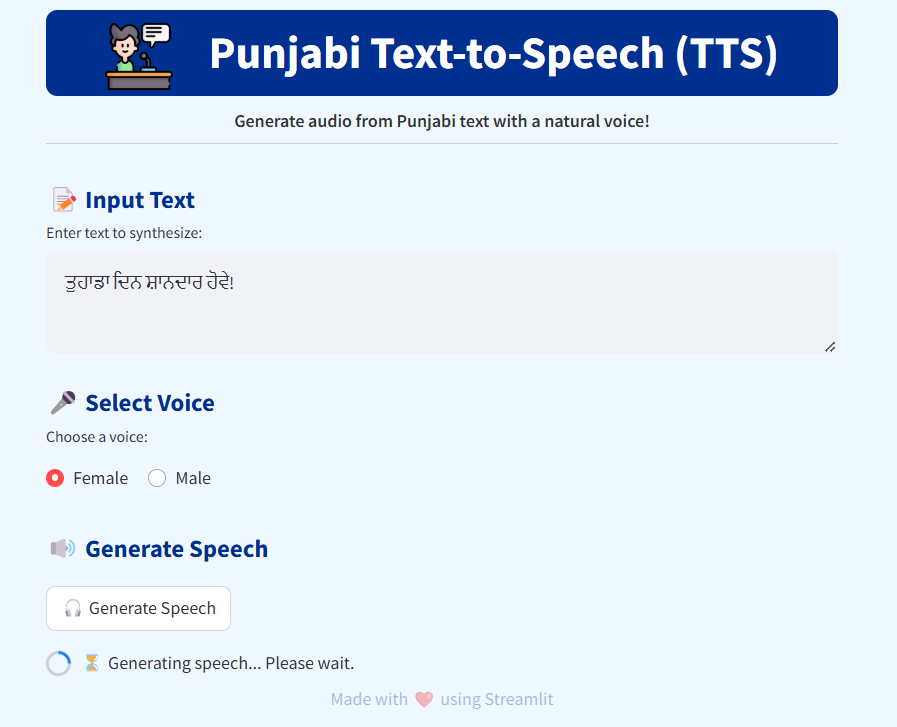 Punjabi Text-to-Speech (TTS)
Generate audio from Punjabi text with a natural voice!
Input Text
Enter text to synthesize:
ਤੁਹਾਡਾ ਦਿਨ ਸ਼ਾਨਦਾਰ ਹੋਵੇ!
Select Voice
Choose a voice:
Female Male
Generate Speech
Generate Speech
Generating speech... Please wait.
Made with ❤️ using Streamlit